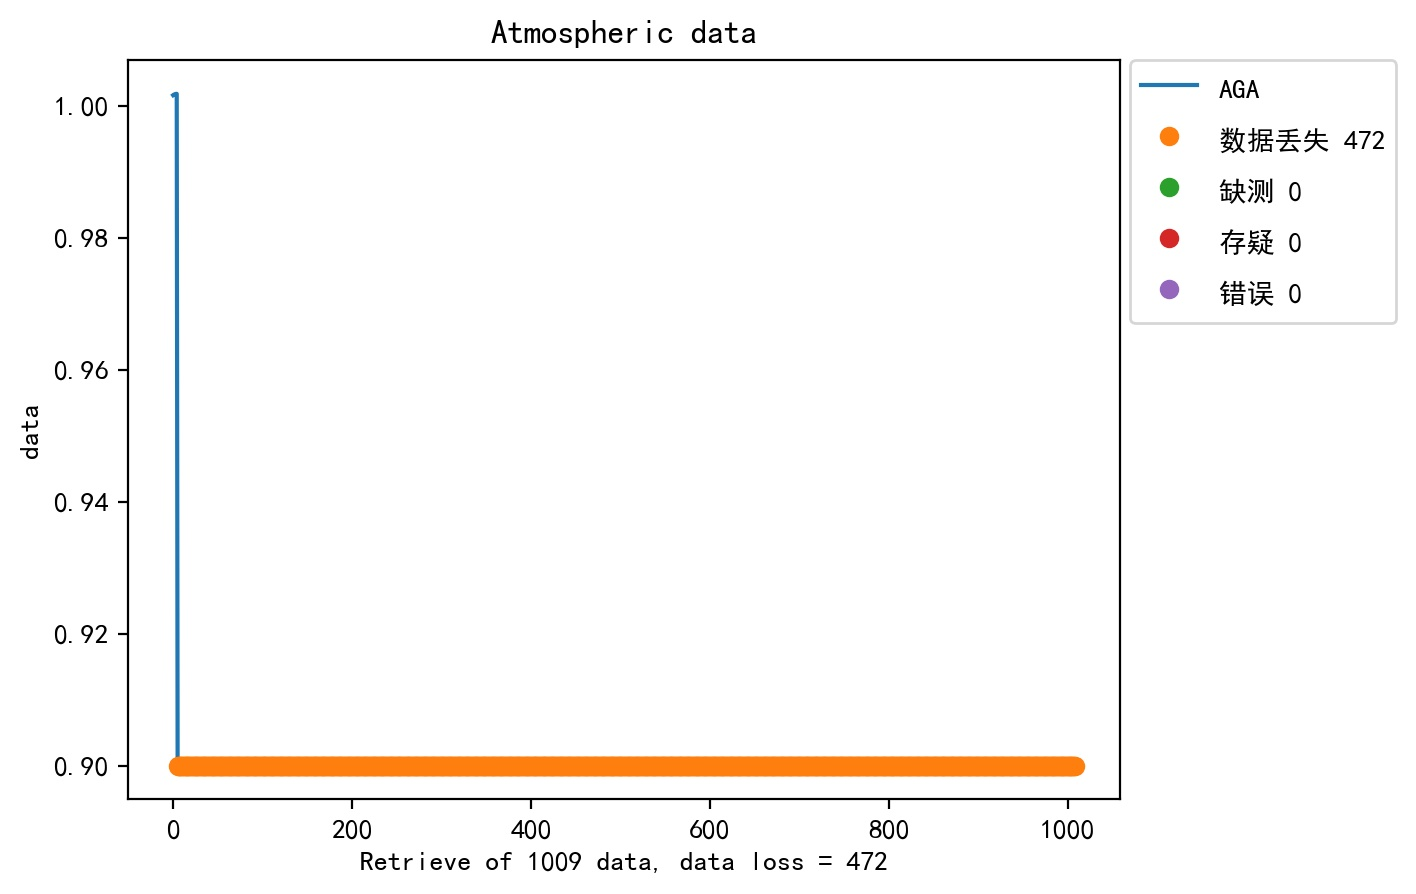 Atmospheric data
1.00
0.98
0.96
0.94
0.92
0.90
data
0
200
400
600
800
1000
Retrieve of 1009 data, data loss = 472
AGA
数据丢失 472
缺测 0
存疑 0
错误 0